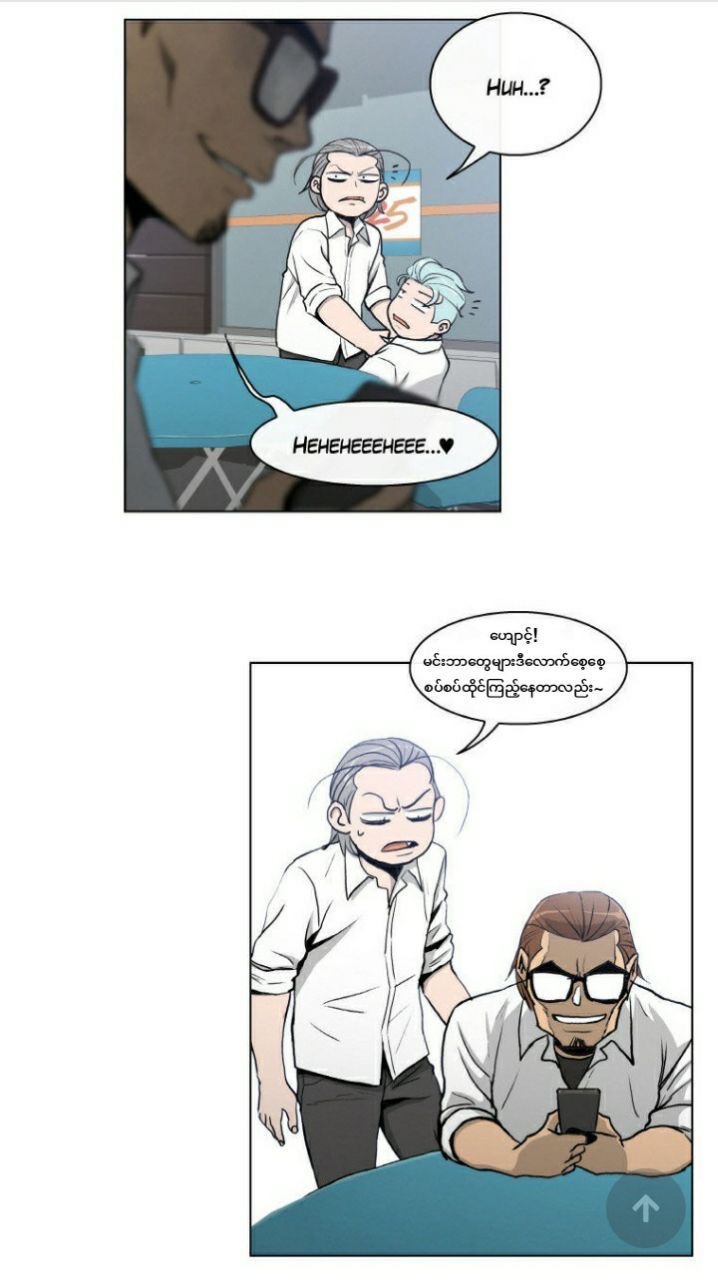 HUH...?
25
HEHEHEEEHEEE...♥
ဟျောင့်!
မင်းဘာတွေများဒီလောက်စေ့စေ့
စပ်စပ်ထိုင်ကြည့်နေတာလည်း~